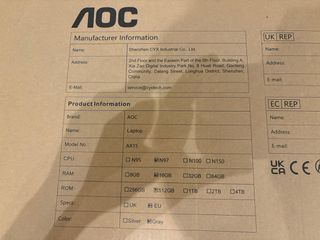 AOC
Manufacturer Information
Name: Shenzhen CYX Industrial Co., Ltd.
Address: 2nd Floor and the Eastern Part of the 5th Floor, Building A,
Xia Zao Digital Industry Park, No. 8 Huali Road, Gaofeng
Community, Dalang Street, Longhua District, Shenzhen,
China
E-Mail: service@cyxtech.com
UK REP
Name:
Address:
E-mail:
Product Information
Brand: AOC
Name: Laptop
Model No.: AX15
CPU: N95 N97 N100 N150
RAM: 8GB 16GB 32GB 64GB
ROM: 256GB 512GB 1TB 2TB 4TB
Specs: UK EU
Color: Silver Gray
EC REP
Name:
Address:
E-mail:
UK CA CE